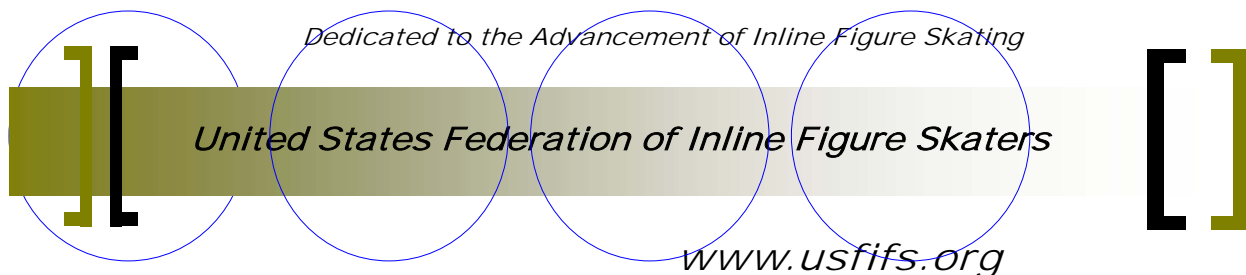 Dedicated to the Advancement of Inline Figure Skating
United States Federation of Inline Figure Skaters
www.usfifs.org